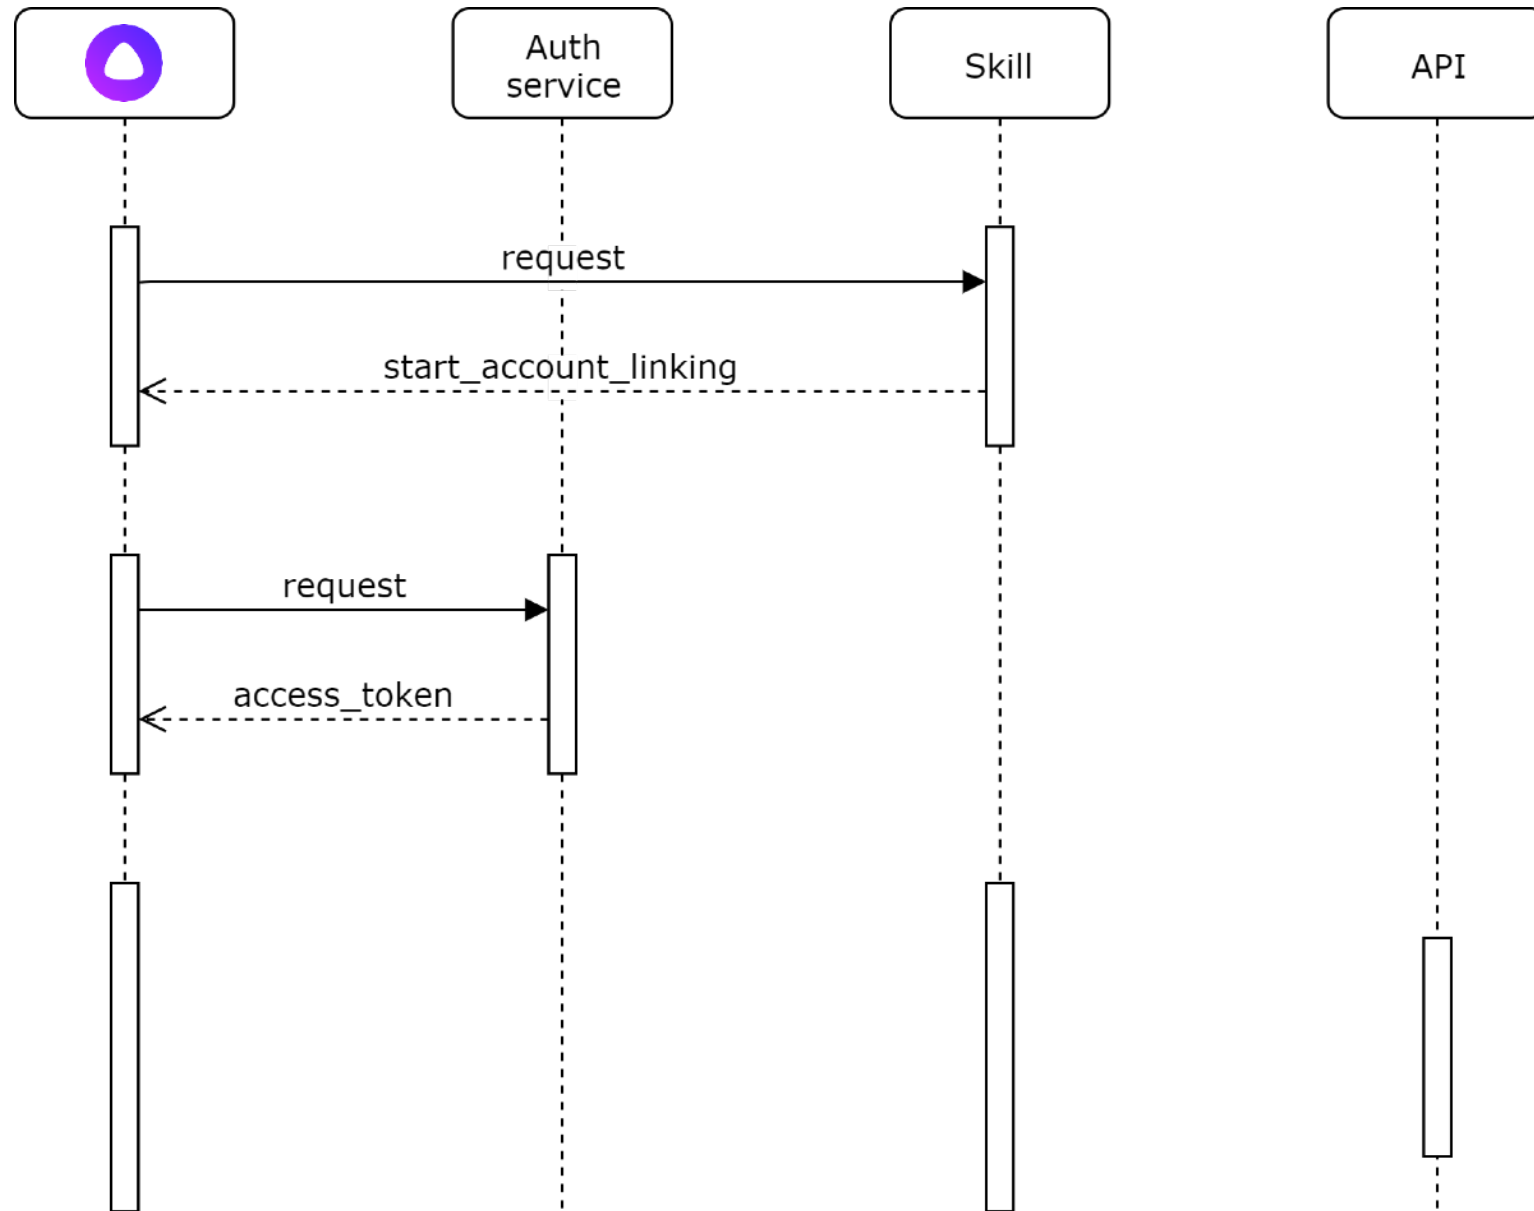 Auth
service
Skill
API
request
start_account_linking
request
access_token